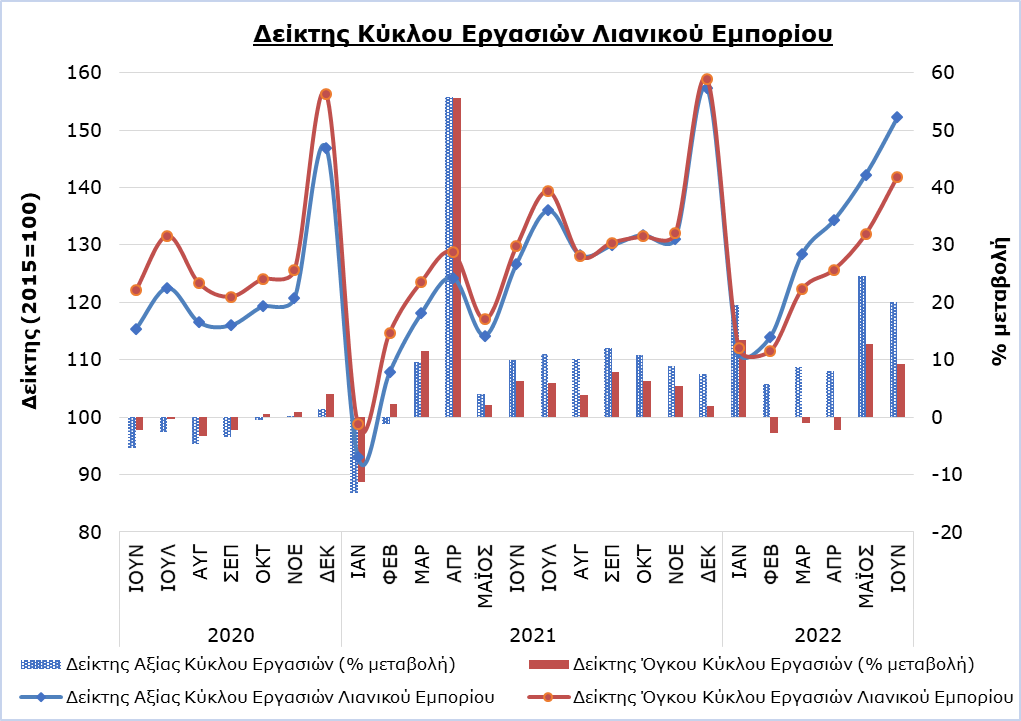 Δείκτης Κύκλου Εργασιών Λιανικού Εμπορίου
160 60
150 50
140 40
130 30
120 20
110 10
100 0
90 -10
80 -20
Δείκτης (2015=100)
% μεταβολή
ΙΟΥΝ ΙΟΥΛ ΑΥΓ ΣΕΠ ΟΚΤ ΝΟΕ ΔΕΚ ΙΑΝ ΦΕΒ ΜΑΡ ΑΠΡ ΜΑΪΟΣ ΙΟΥΝ ΙΟΥΛ ΑΥΓ ΣΕΠ ΟΚΤ ΝΟΕ ΔΕΚ ΙΑΝ ΦΕΒ ΜΑΡ ΑΠΡ ΜΑΪΟΣ ΙΟΥΝ
2020 2021 2022
Δείκτης Αξίας Κύκλου Εργασιών (% μεταβολή) Δείκτης Όγκου Κύκλου Εργασιών (% μεταβολή)
Δείκτης Αξίας Κύκλου Εργασιών Λιανικού Εμπορίου Δείκτης Όγκου Κύκλου Εργασιών Λιανικού Εμπορίου